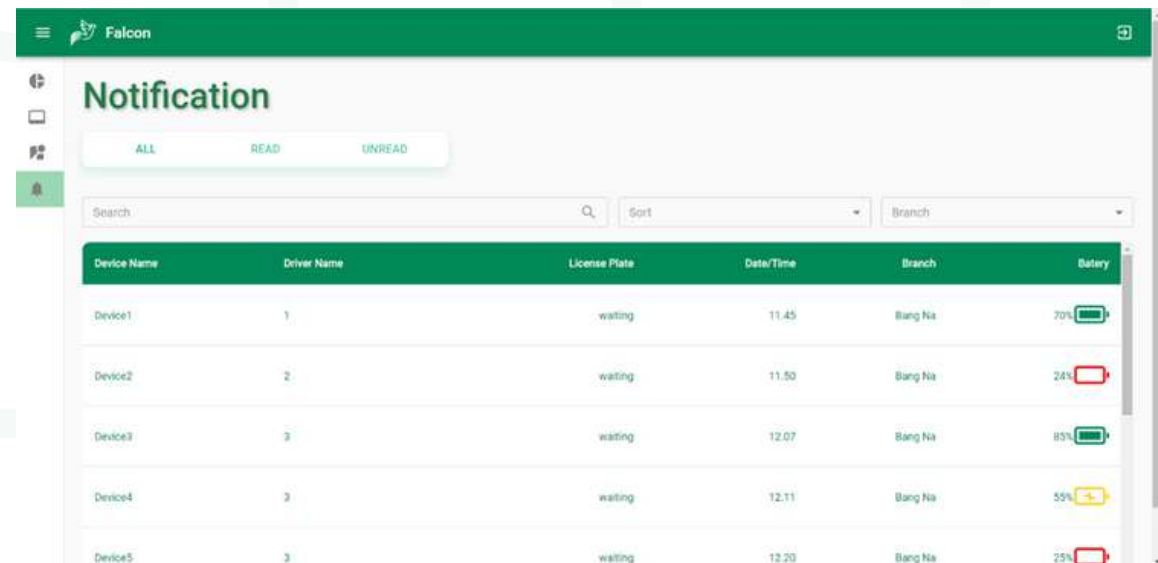 Falcon
Notification
ALL READ UNREAD
Search Sort Branch
Device Name Driver Name License Plate Date/Time Branch Batery
Device1 1 waiting 11.45 Bang Na 70%
Device2 2 waiting 11.50 Bang Na 24%
Device3 3 waiting 12.07 Bang Na 85%
Device4 3 waiting 12.11 Bang Na 55%
Device5 3 waiting 12.20 Bang Na 25%